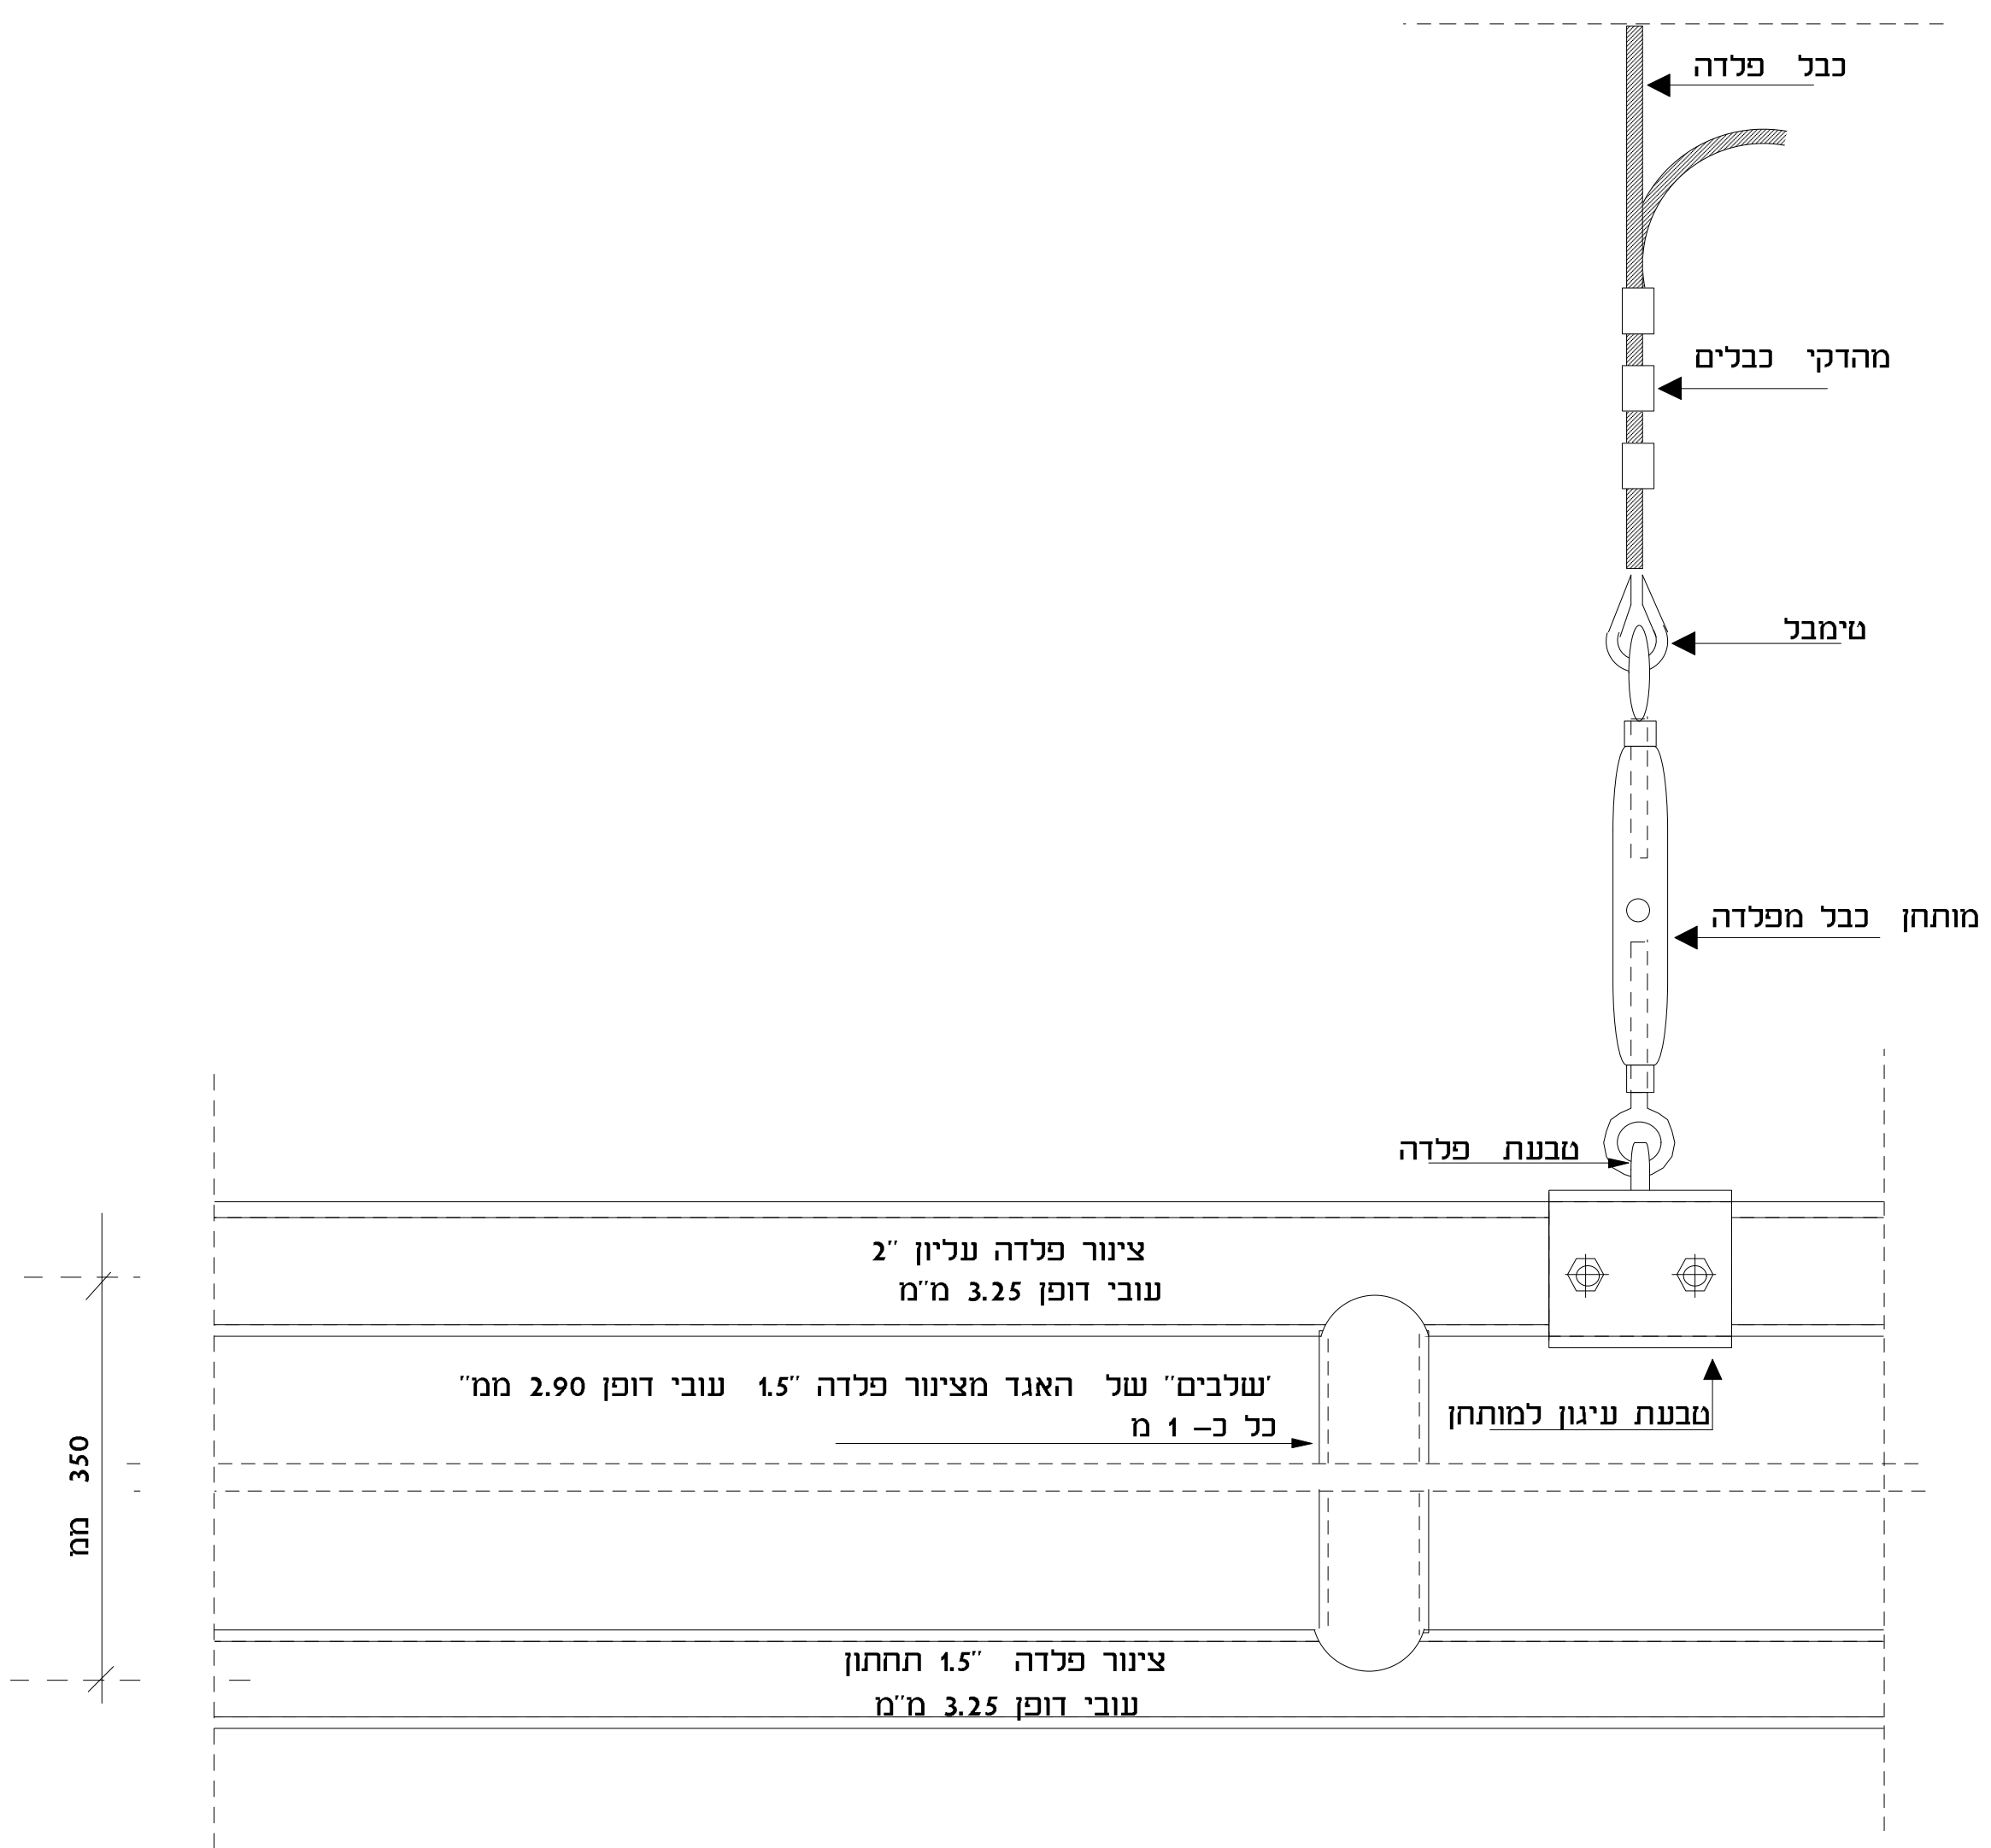 כבל פלדה
מהדקי כבלים
טימבל
מותחן כבל מפלדה
טבעת פלדה
צינור פלדה עליון "2
עובי דופן 3.25 מ"מ
'שלבים" של האגד מצינור פלדה "1.5 עובי דופן 2.90 ממ"
כל כ– 1 מ
טבעת עיגון למותחן
350 ממ
צינור פלדה "1.5 תחתון
עובי דופן 3.25 מ"מ